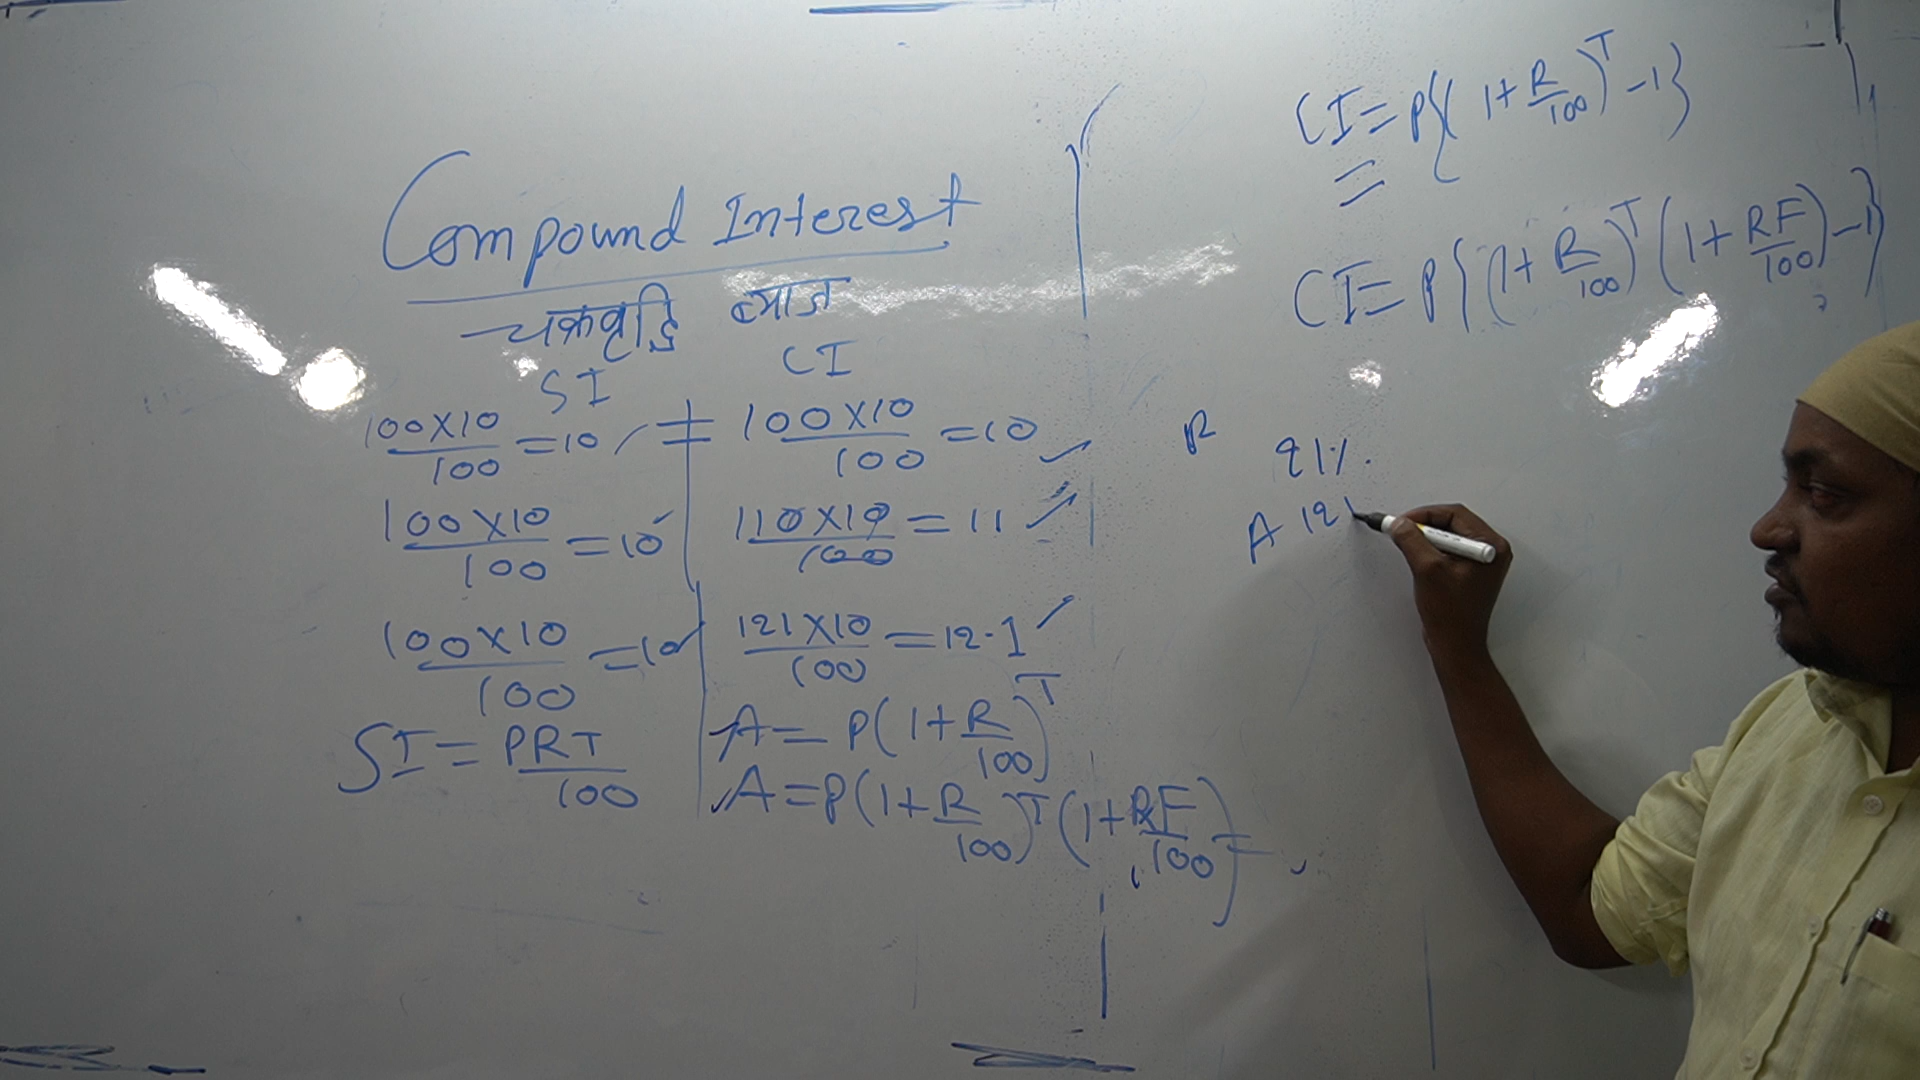 Compound Interest
चक्रवृद्धि ब्याज
SI CI
100×10/100 =10 ≠ 100×10/100 =10
100×10/100 =10 110×10/100 = 11
100×10/100 =10 121×10/100 = 12.1
SI = PRT/100
A = P(1+R/100)^T
A = P(1+R/100)^T (1+RF/100)
CI = P{(1+R/100)^T -1}
CI = P{(1+R/100)^T (1+RF/100) -1}
21%.
A 121